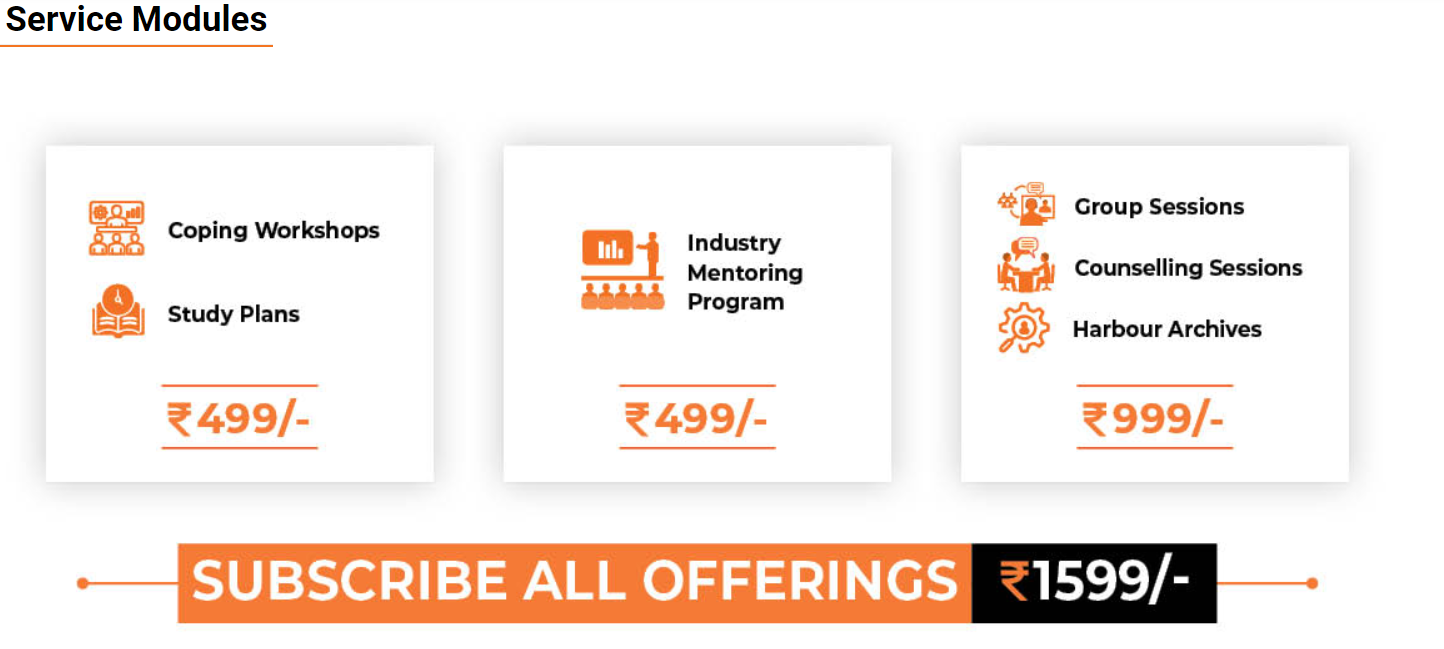 Service Modules
Coping Workshops
Study Plans
₹499/-
Industry
Mentoring
Program
₹499/-
Group Sessions
Counselling Sessions
Harbour Archives
₹999/-
SUBSCRIBE ALL OFFERINGS ₹1599/-